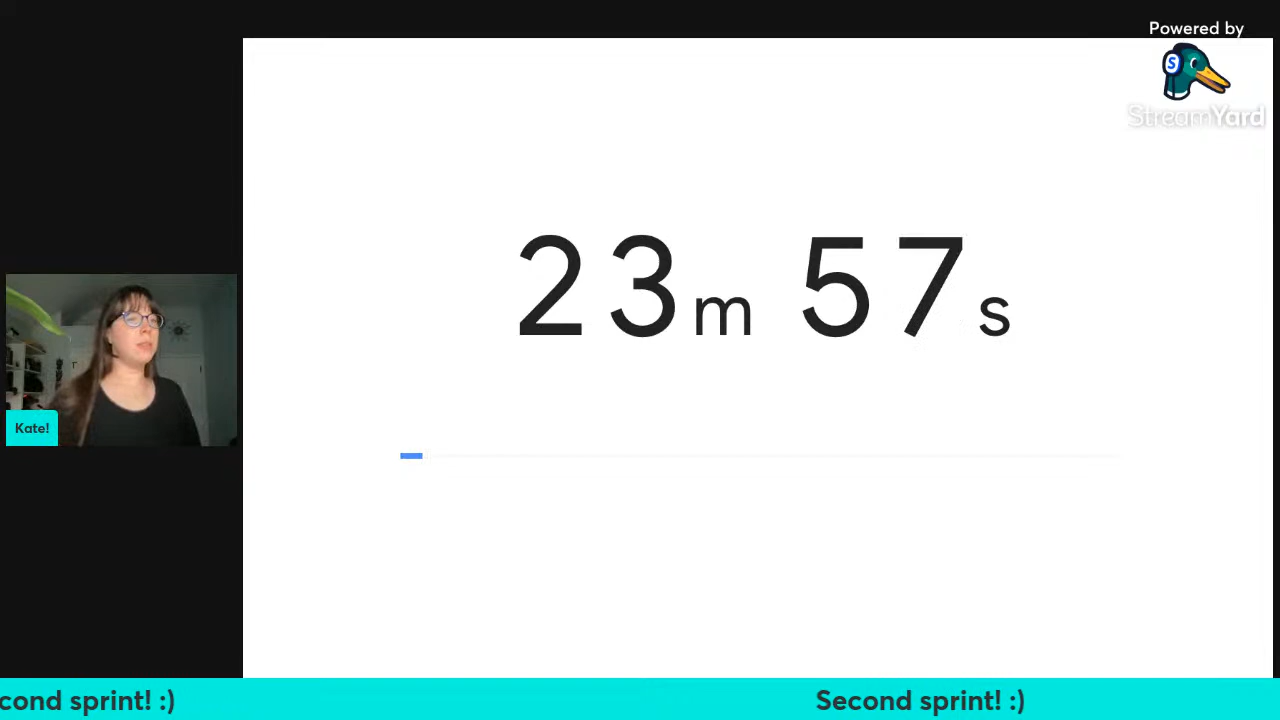 Powered by
S
StreamYard
23m 57s
Kate!
cond sprint! :)
Second sprint! :)